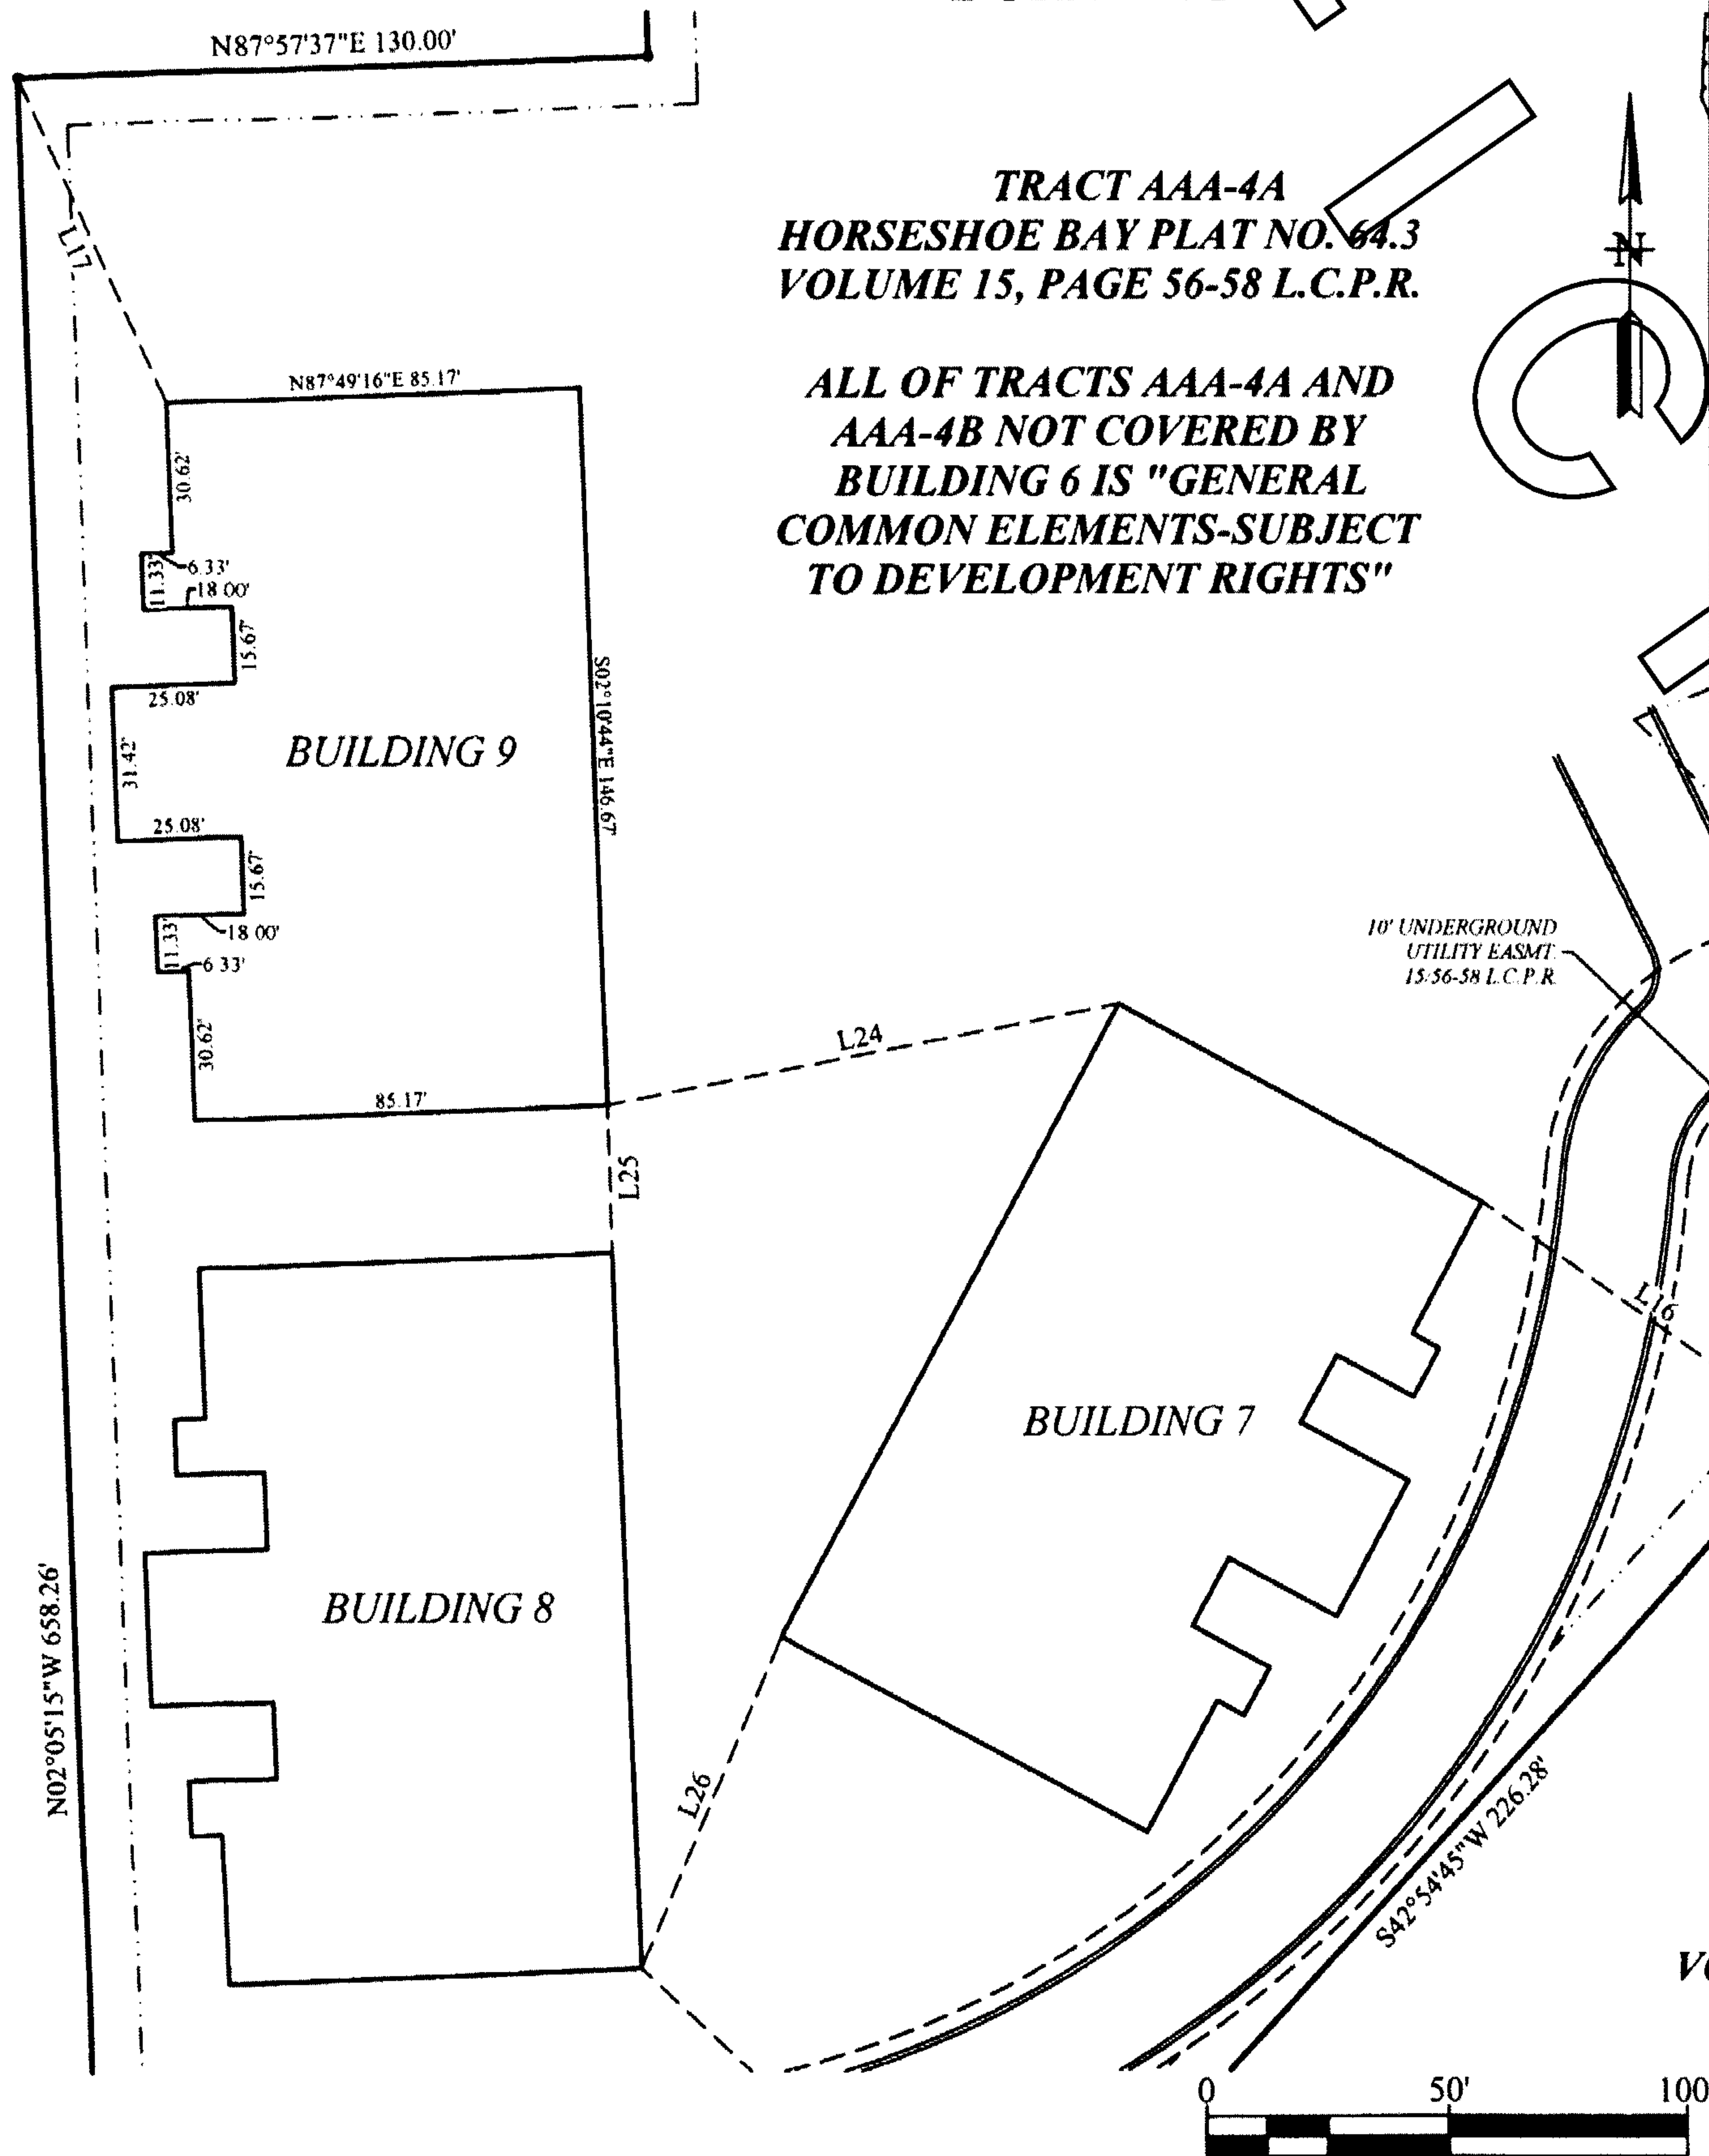 N87°57'37"E 130.00'
TRACT AAA-4A
HORSESHOE BAY PLAT NO. 64.3
VOLUME 15, PAGE 56-58 L.C.P.R.
N
L17
ALL OF TRACTS AAA-4A AND
AAA-4B NOT COVERED BY
BUILDING 6 IS "GENERAL
COMMON ELEMENTS-SUBJECT
TO DEVELOPMENT RIGHTS"
N87°49'16"E 85.17'
30.62'
6.33'
11.33'
18 00'
15.67'
25.08'
S02°10'44"E 146.67'
BUILDING 9
31.42'
25.08'
15.67'
18 00'
11.33'
6 33'
30.62'
85.17'
10' UNDERGROUND
UTILITY EASMT.
15:56-58 L.C.P.R.
L24
L25
L16
BUILDING 7
BUILDING 8
N02°05'15"W 658.26'
L26
S42°54'45"W 226.28'
0 50' 100